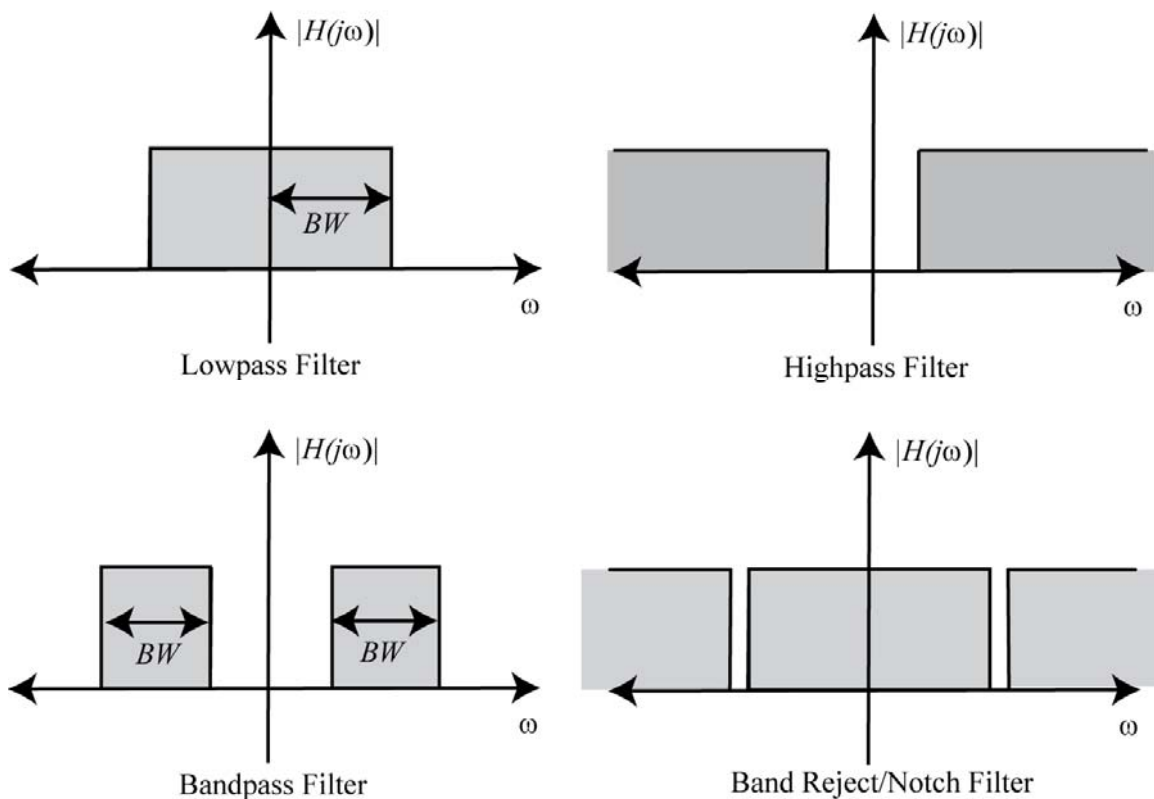 |H(jω)|
BW
ω
Lowpass Filter
|H(jω)|
ω
Highpass Filter
|H(jω)|
BW
BW
ω
Bandpass Filter
|H(jω)|
ω
Band Reject/Notch Filter